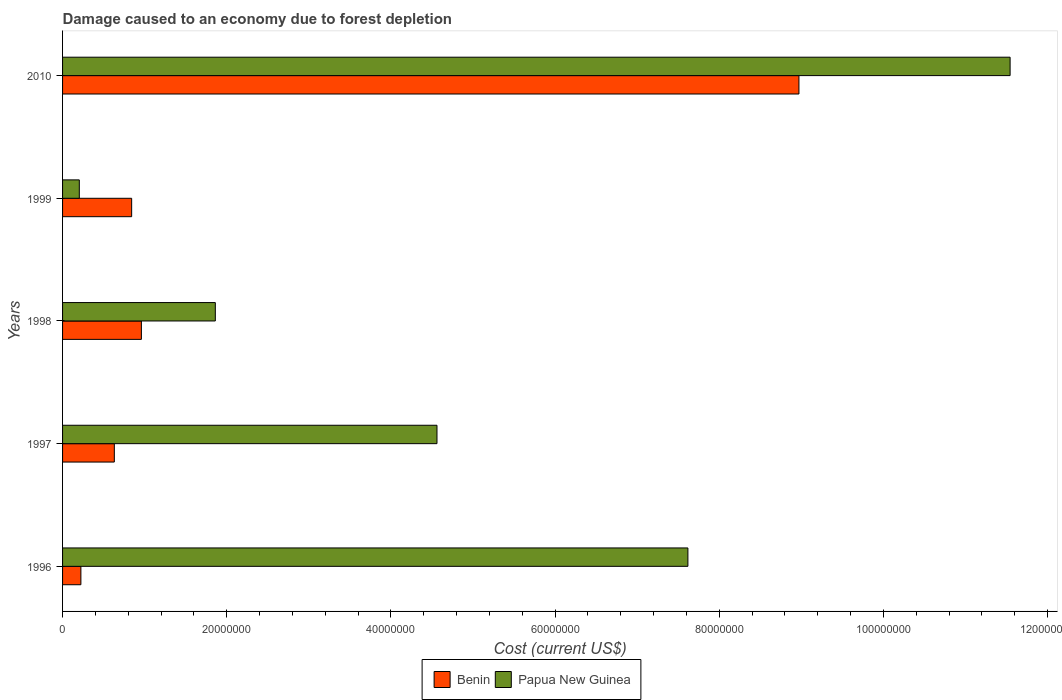 Damage caused to an economy due to forest depletion
Years
2010
1999
1998
1997
1996
0
20000000
40000000
60000000
80000000
100000000
1200000
Cost (current US$)
Benin
Papua New Guinea